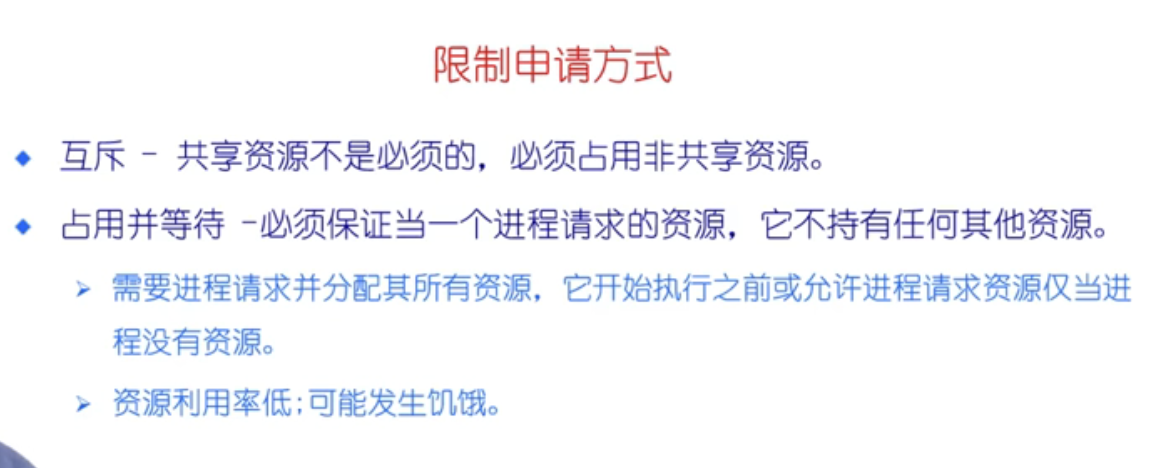 限制申请方式
◆ 互斥 - 共享资源不是必须的，必须占用非共享资源。
◆ 占用并等待 -必须保证当一个进程请求的资源，它不持有任何其他资源。
➢ 需要进程请求并分配其所有资源，它开始执行之前或允许进程请求资源仅当进
程没有资源。
➢ 资源利用率低;可能发生饥饿。